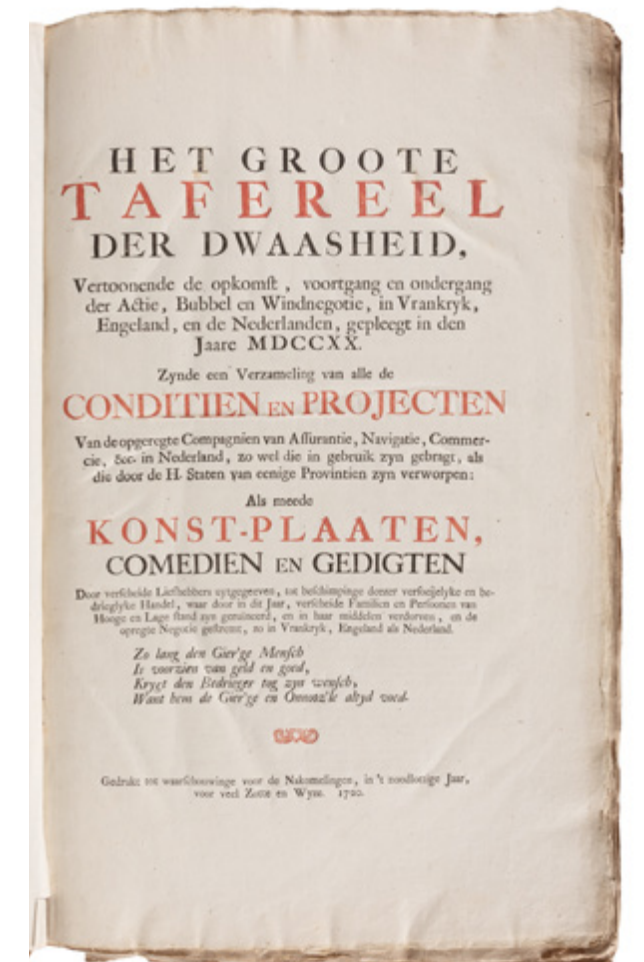 HET GROOTE
TAFEREEL
DER DWAASHEID,
Vertoonende de opkomſt, voortgang en ondergang
der Actie, Bubbel en Windnegotie, in Vrankryk,
Engeland, en de Nederlanden, gepleegt in den
Jaare MDCCXX.
Zynde een Verzameling van alle de
CONDITIEN EN PROJECTEN
Van de opgeregte Compagnien van Aſſurantie, Navigatie, Commer-
cie, &c. in Nederland, zo wel die in gebruik zyn gebragt, als
die door de H. Staten van eenige Provintien zyn verworpen:
Als meede
KONST-PLAATEN,
COMEDIEN EN GEDIGTEN
Door verſcheide Liefhebbers uytgegeeven, tot beſchimpinge deezer verfoeijelyke en be-
drieglyke Handel, waar door in dit Jaar, verſcheide Familien en Perſoonen van
Hooge en Lage ſtand zyn geruineerd, en in haar middelen verdorven, en de
opregte Negotie geſtremt, zo in Vrankryk, Engeland als Nederland.
Zo lang den Gier'ge Menſch
Is voorzien van geld en goed,
Krygt den Bedrieger tog zyn wenſch,
Want hem de Gier'ge en Onnoz'le altyd voed.
Gedrukt tot waarſchouwinge voor de Nakomelingen, in 't noodlottige Jaar,
voor veel Zotte en Wyze. 1720.